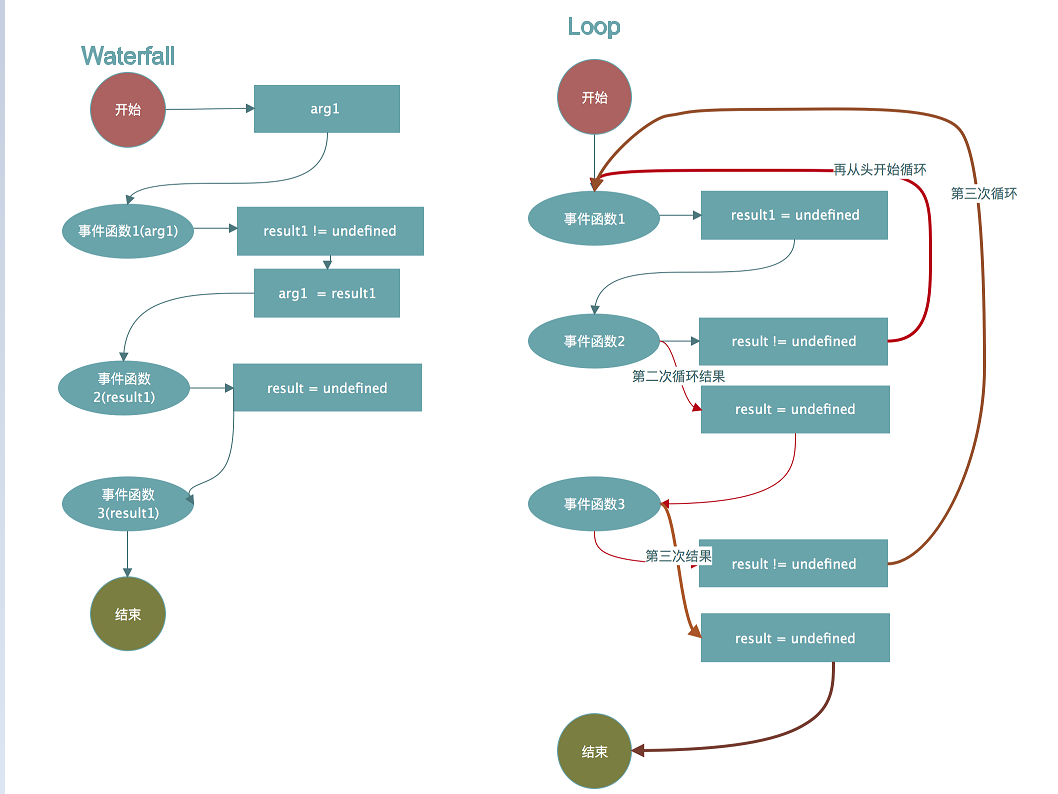 Waterfall
开始
arg1
事件函数1(arg1)
result1 != undefined
arg1  = result1
事件函数
2(result1)
result = undefined
事件函数
3(result1)
结束
Loop
开始
再从头开始循环
第三次循环
事件函数1
result1 = undefined
事件函数2
result != undefined
第二次循环结果
result = undefined
事件函数3
第三次结果
result != undefined
result = undefined
结束